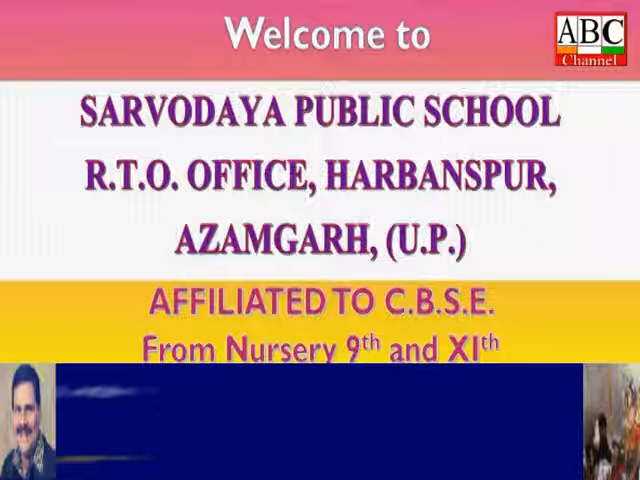 Welcome to
ABC
Channel
SARVODAYA PUBLIC SCHOOL
R.T.O. OFFICE, HARBANSPUR,
AZAMGARH, (U.P.)
AFFILIATED TO C.B.S.E.
From Nursery 9th and XIth